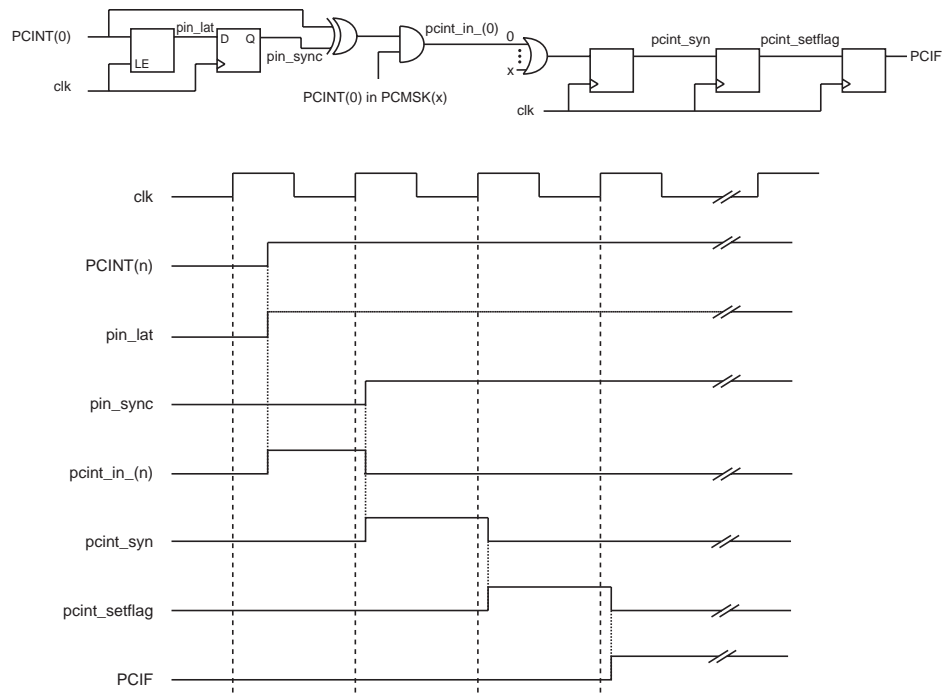 pin_lat
PCINT(0)
D Q
LE
pin_sync
clk
PCINT(0) in PCMSK(x)
pcint_in_(0)
0
x
pcint_syn
pcint_setflag
PCIF
clk
clk
PCINT(n)
pin_lat
pin_sync
pcint_in_(n)
pcint_syn
pcint_setflag
PCIF